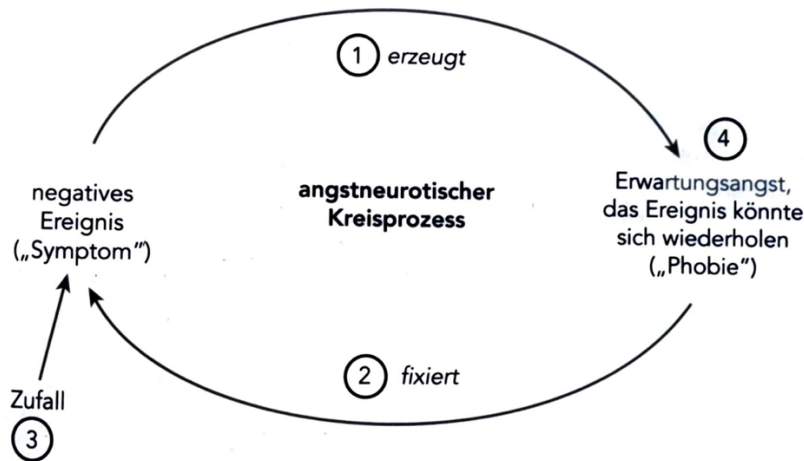 1 erzeugt
4
negatives
Ereignis
(„Symptom”)
angstneurotischer
Kreisprozess
Erwartungsangst,
das Ereignis könnte
sich wiederholen
(„Phobie”)
2 fixiert
Zufall
3